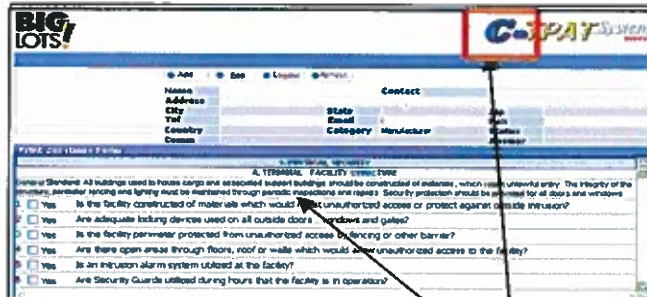 BIG LOTS!
C-TPAT Systems
Add Edit
Name Contact
Address
City State
Tel Email
Country Category Manufacturer Status
Comm
1. PHYSICAL SECURITY
A. TERMINAL FACILITY STRUCTURE
General Standard: All buildings used to house cargo and associated support buildings should be constructed of materials, which resist unlawful entry. The integrity of the
perimeter fencing and lighting must be maintained through periodic inspections and repairs. Security protection should be provided for all doors and windows
Yes Is the facility constructed of materials which would unauthorized access or protect against outside intrusion?
Yes Are adequate locking devices used on all outside doors, windows and gates?
Yes Is the facility perimeter protected from unauthorized access by fencing or other barrier?
Yes Are there open areas through floors, roof or walls which would allow unauthorized access to the facility?
Yes Is an intrusion alarm system utilized at the facility?
Yes Are Security Guards utilized during hours that the facility is in operation?